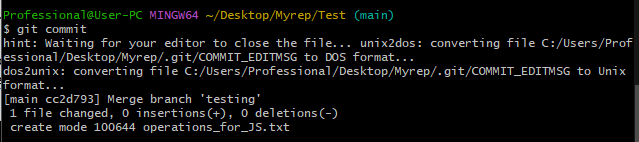 Professional@User-PC MINGW64 ~/Desktop/Myrep/Test (main)
$ git commit
hint: Waiting for your editor to close the file... unix2dos: converting file C:/Users/Prof
essional/Desktop/Myrep/.git/COMMIT_EDITMSG to DOS format...
dos2unix: converting file C:/Users/Professional/Desktop/Myrep/.git/COMMIT_EDITMSG to Unix
format...
[main cc2d793] Merge branch 'testing'
1 file changed, 0 insertions(+), 0 deletions(-)
create mode 100644 operations_for_JS.txt